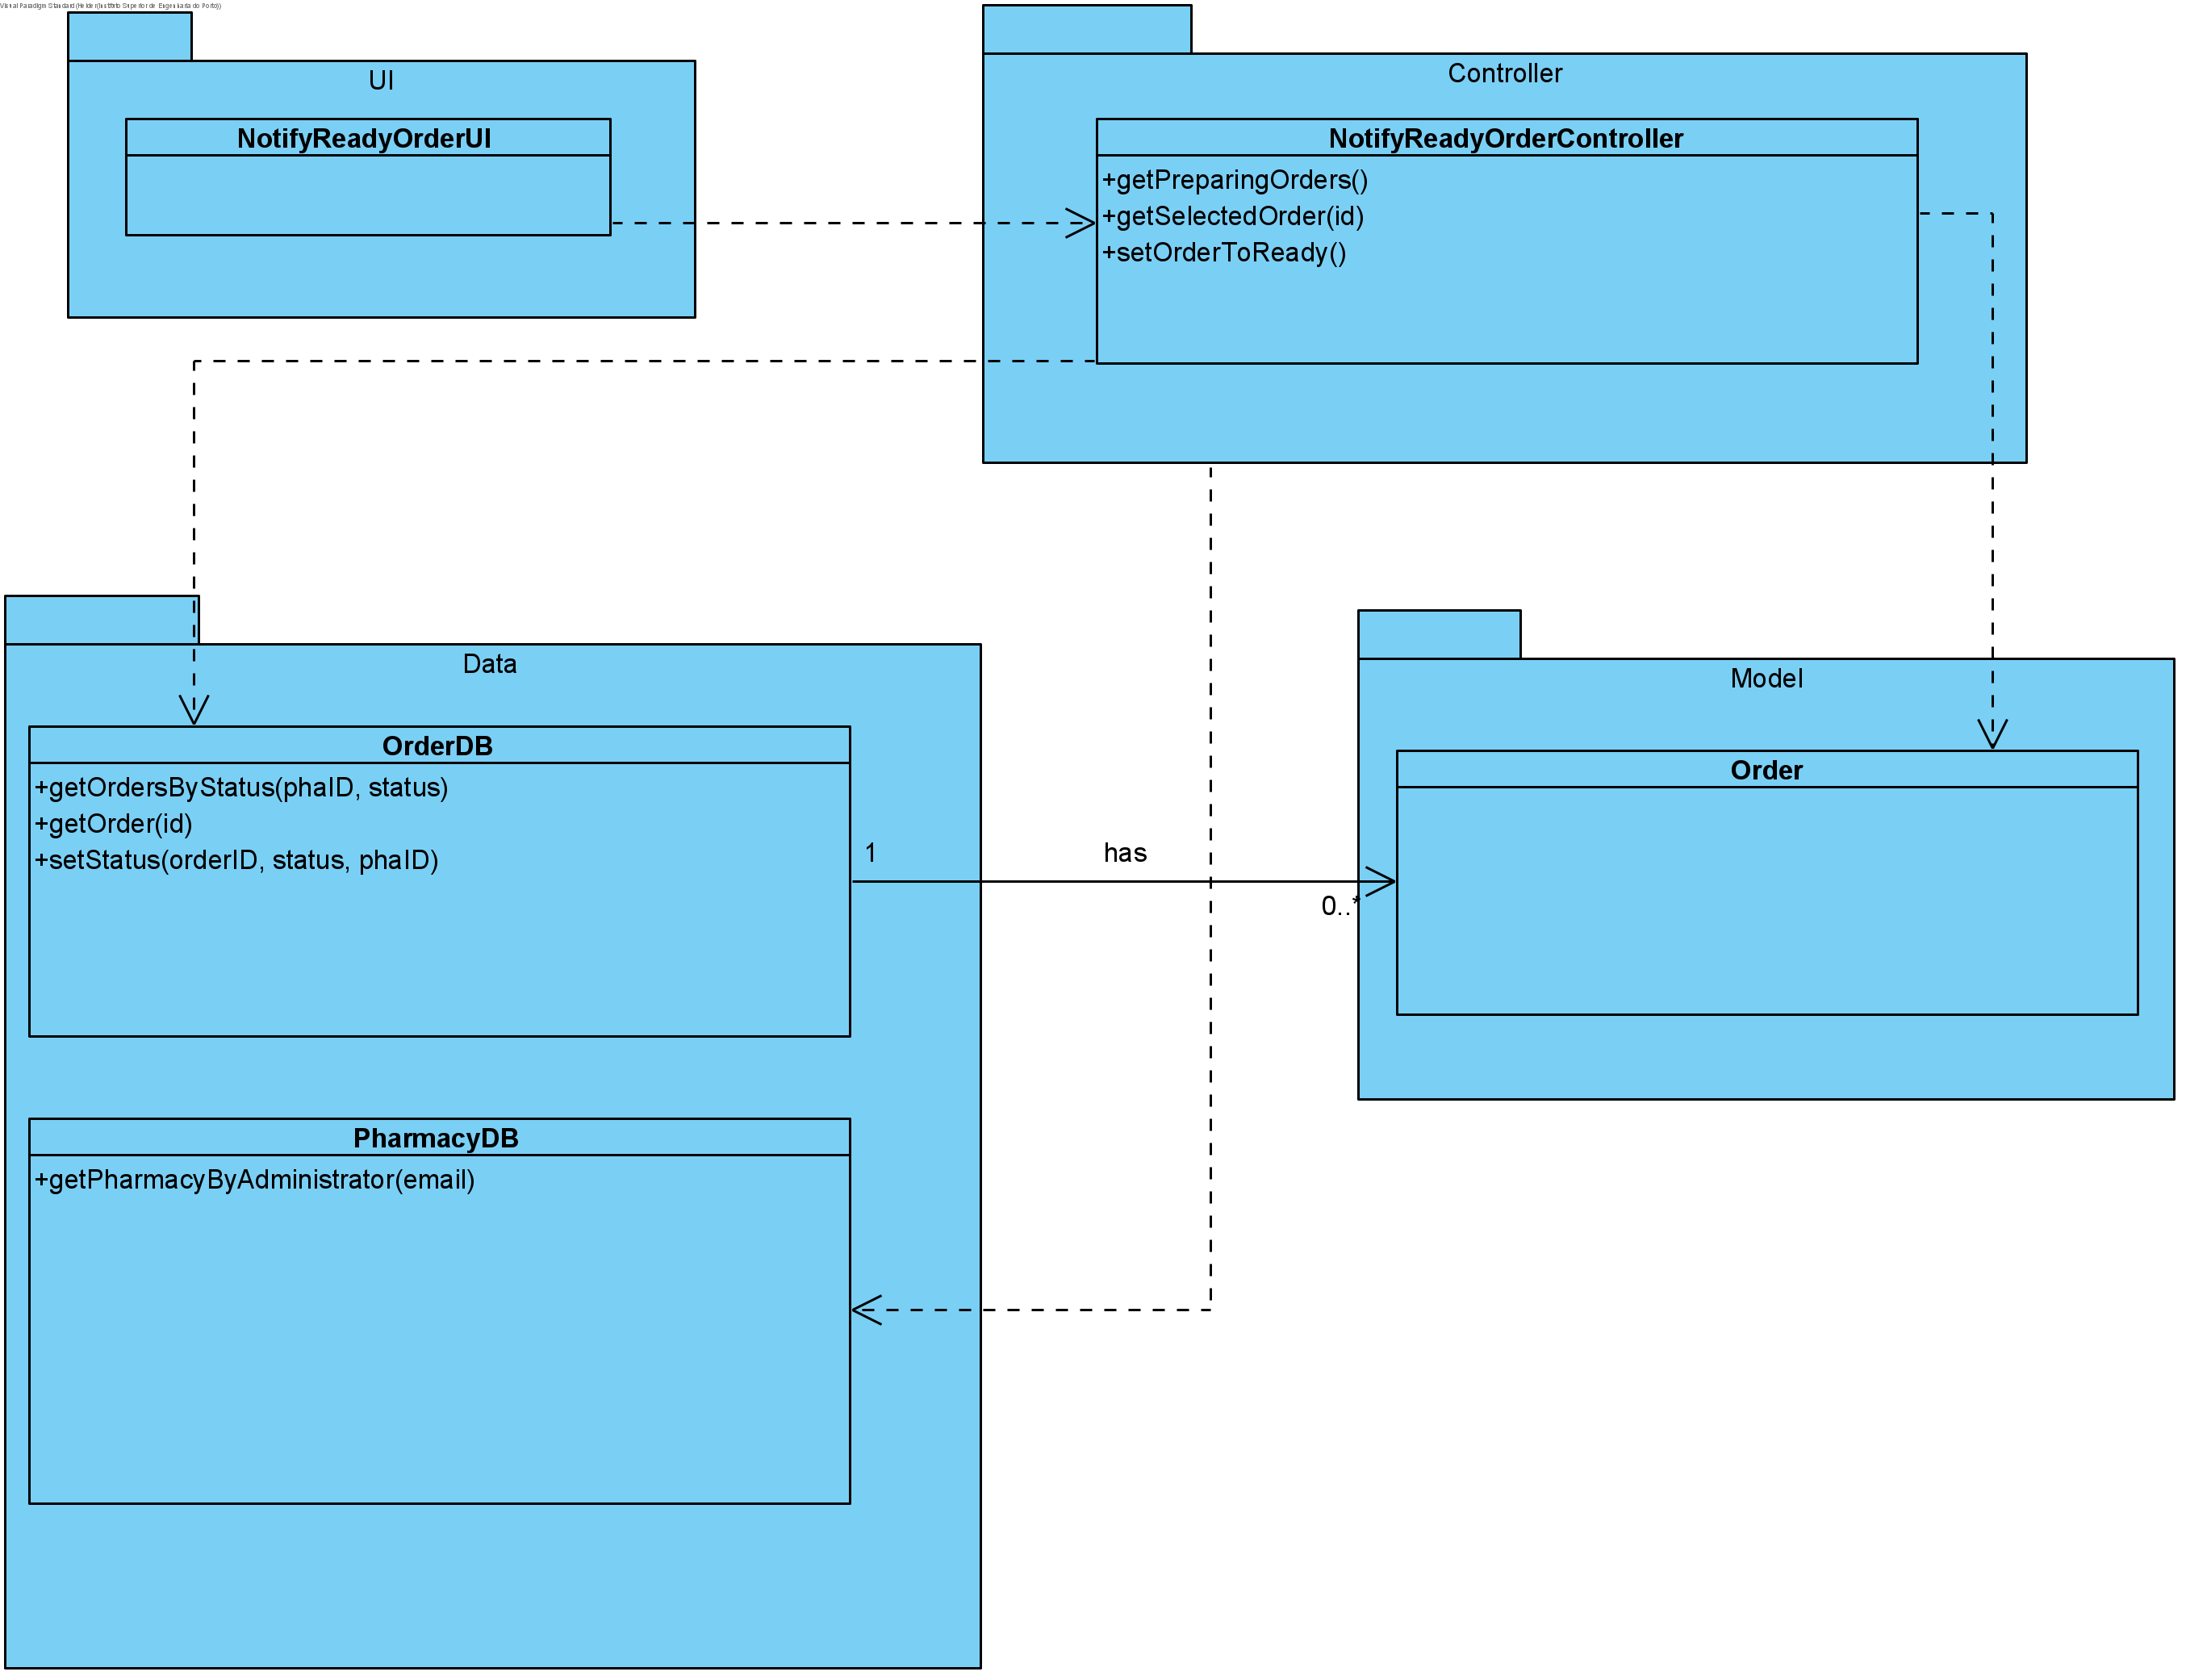 Visual Paradigm Standard(Helder(Instituto Superior de Engenharia do Porto))
UI
NotifyReadyOrderUI
Controller
NotifyReadyOrderController
+getPreparingOrders()
+getSelectedOrder(id)
+setOrderToReady()
Data
OrderDB
+getOrdersByStatus(phaID, status)
+getOrder(id)
+setStatus(orderID, status, phaID)
1
has
0..*
Model
Order
PharmacyDB
+getPharmacyByAdministrator(email)